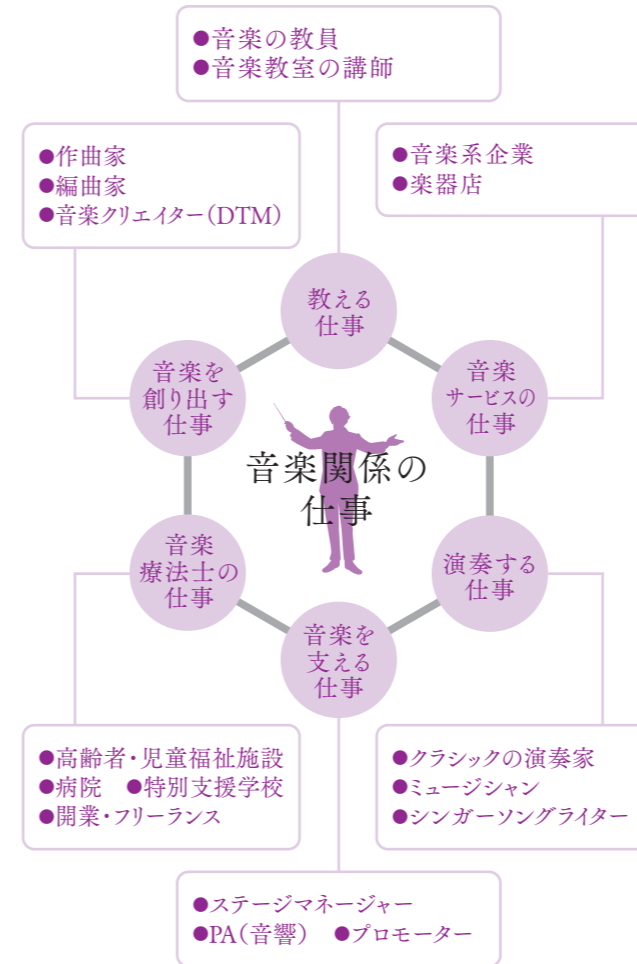 ●音楽の教員
●音楽教室の講師
●作曲家
●編曲家
●音楽クリエイター（DTM）
●音楽系企業
●楽器店
教える
仕事
音楽を
創り出す
仕事
音楽
サービスの
仕事
音楽関係の
仕事
音楽
療法士の
仕事
演奏する
仕事
音楽を
支える
仕事
●高齢者・児童福祉施設
●病院　●特別支援学校
●開業・フリーランス
●クラシックの演奏家
●ミュージシャン
●シンガーソングライター
●ステージマネージャー
●PA（音響）　●プロモーター